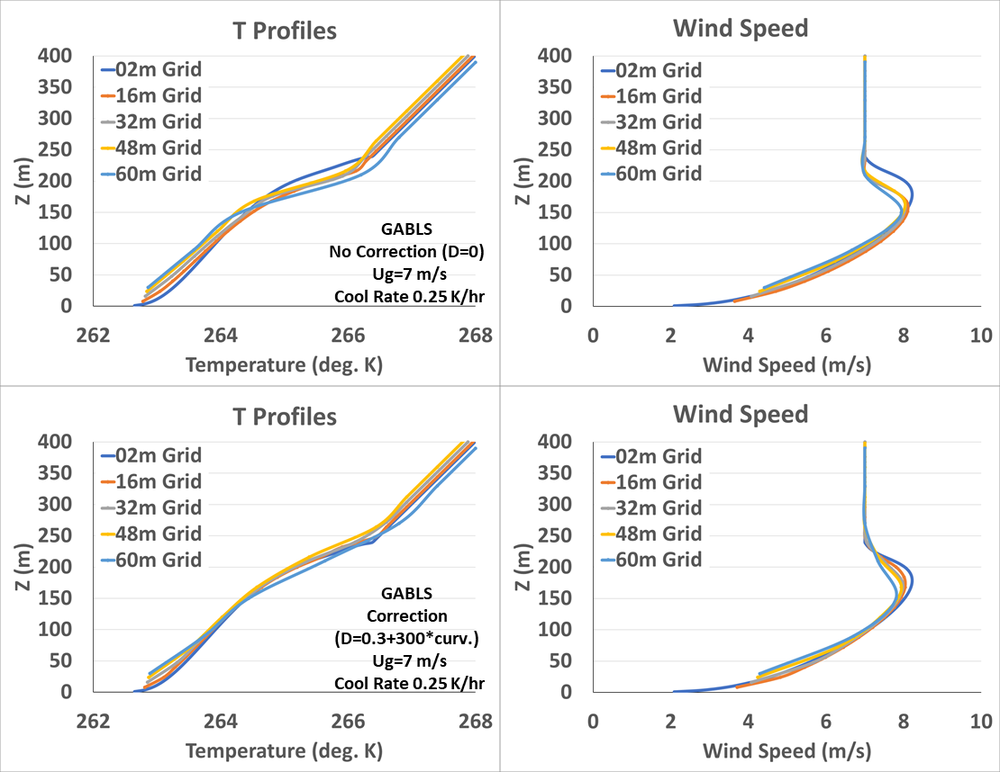 T Profiles
400
350
300
250
200
150
100
50
0
Z (m)
02m Grid
16m Grid
32m Grid
48m Grid
60m Grid
GABLS
No Correction (D=0)
Ug=7 m/s
Cool Rate 0.25 K/hr
262 264 266 268
Temperature (deg. K)
Wind Speed
400
350
300
250
200
150
100
50
0
Z (m)
02m Grid
16m Grid
32m Grid
48m Grid
60m Grid
0 2 4 6 8 10
Wind Speed (m/s)
T Profiles
400
350
300
250
200
150
100
50
0
Z (m)
02m Grid
16m Grid
32m Grid
48m Grid
60m Grid
GABLS
Correction
(D=0.3+300*curv.)
Ug=7 m/s
Cool Rate 0.25 K/hr
262 264 266 268
Temperature (deg. K)
Wind Speed
400
350
300
250
200
150
100
50
0
Z (m)
02m Grid
16m Grid
32m Grid
48m Grid
60m Grid
0 2 4 6 8 10
Wind Speed (m/s)